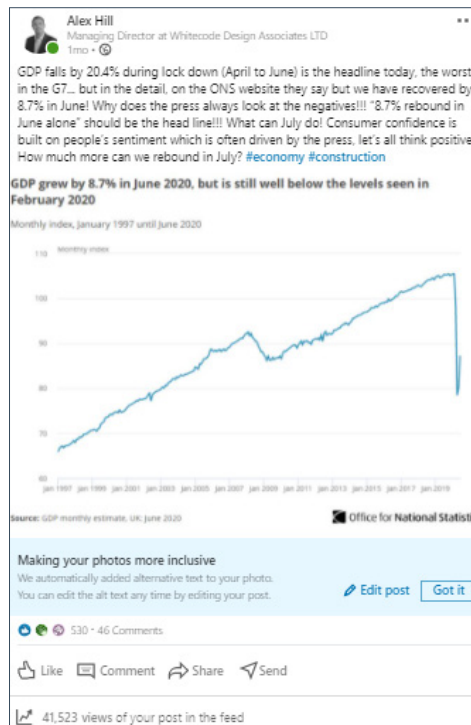 Alex Hill
Managing Director at Whitecode Design Associates LTD
1mo •
GDP falls by 20.4% during lock down (April to June) is the headline today, the worst
in the G7... but in the detail, on the ONS website they say but we have recovered by
8.7% in June! Why does the press always look at the negatives!!! "8.7% rebound in
June alone" should be the head line!!! What can July do! Consumer confidence is
built on people's sentiment which is often driven by the press, let's all think positive
How much more can we rebound in July? #economy #construction
GDP grew by 8.7% in June 2020, but is still well below the levels seen in
February 2020
Monthly index, January 1997 until June 2020
Monthly index
110
100
90
80
70
60
Jan 1997 Jan 1999 Jan 2001 Jan 2003 Jan 2005 Jan 2007 Jan 2009 Jan 2011 Jan 2013 Jan 2015 Jan 2017 Jan 2019
Source: GDP monthly estimate, UK: June 2020
Office for National Statisti
Making your photos more inclusive
We automatically added alternative text to your photo.
You can edit the alt text any time by editing your post.
Edit post
Got it
530 • 46 Comments
Like Comment Share Send
41,523 views of your post in the feed